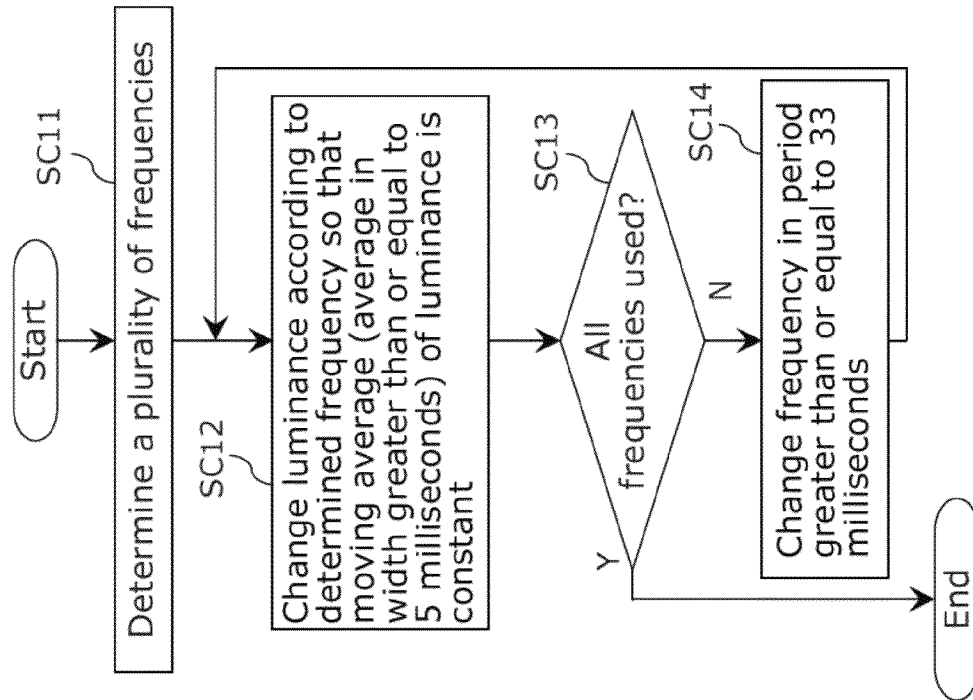 Start
SC11
Determine a plurality of frequencies
SC12
Change luminance according to
determined frequency so that
moving average (average in
width greater than or equal to
5 milliseconds) of luminance is
constant
SC13
All
frequencies used?
Y
N
SC14
Change frequency in period
greater than or equal to 33
milliseconds
End